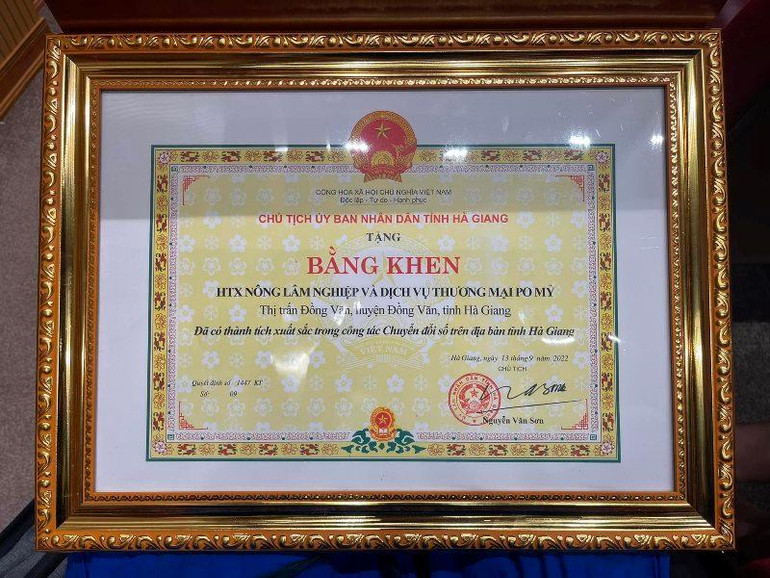 CỘNG HÒA XÃ HỘI CHỦ NGHĨA VIỆT NAM
Độc lập - Tự do - Hạnh phúc
CHỦ TỊCH ỦY BAN NHÂN DÂN TỈNH HÀ GIANG
TẶNG
BẰNG KHEN
HTX NÔNG LÂM NGHIỆP VÀ DỊCH VỤ THƯƠNG MẠI PO MỸ
Thị trấn Đồng Văn, huyện Đồng Văn, tỉnh Hà Giang
Đã có thành tích xuất sắc trong công tác Chuyển đổi số trên địa bàn tỉnh Hà Giang
VIỆT NAM
Hà Giang, ngày 13 tháng 9 năm 2022
CHỦ TỊCH
Quyết định số 1447 KT
Số: 09
Nguyễn Văn Sơn